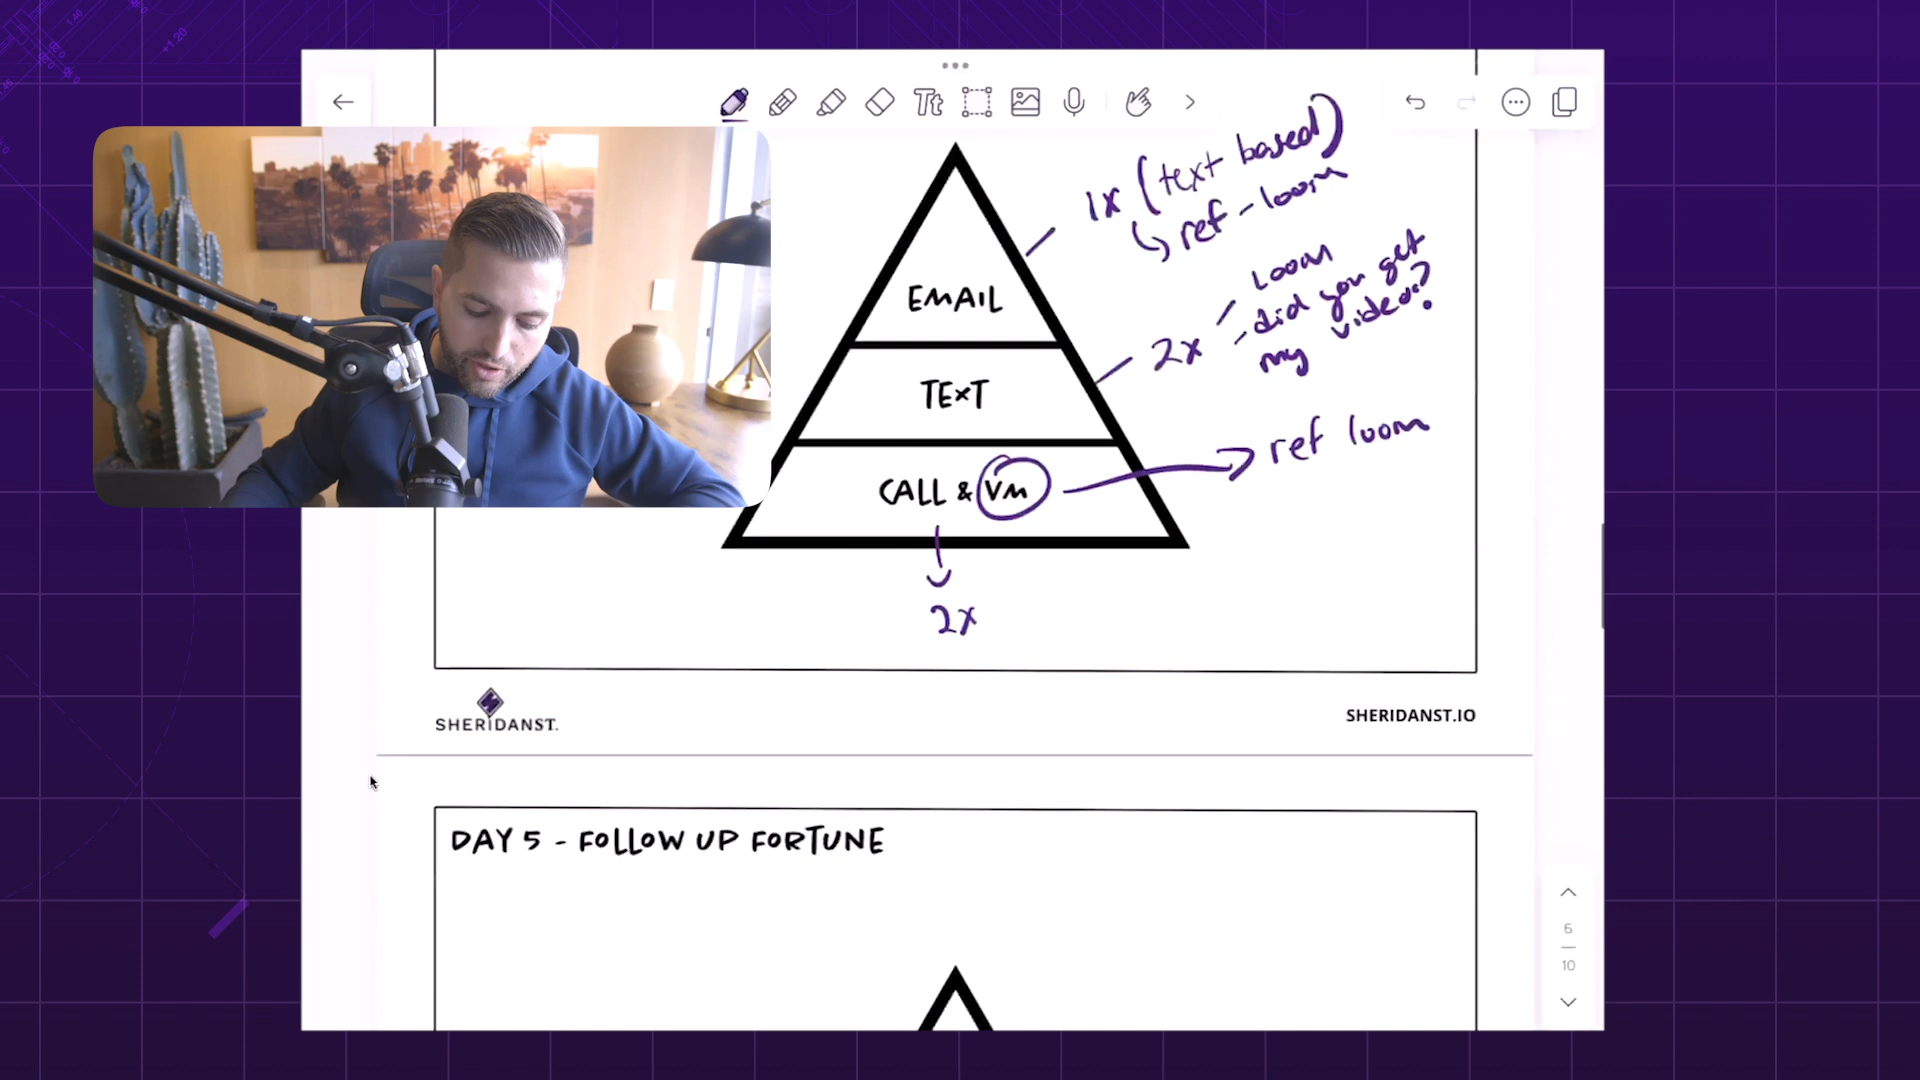 1x (text based)
↳ ref - loom
EMAIL
2x
- Loom
- did you get
my video?
TEXT
CALL & VM
ref loom
2x
SHERIDANST.
SHERIDANST.IO
DAY 5 - FOLLOW UP FORTUNE
6
10
Tt